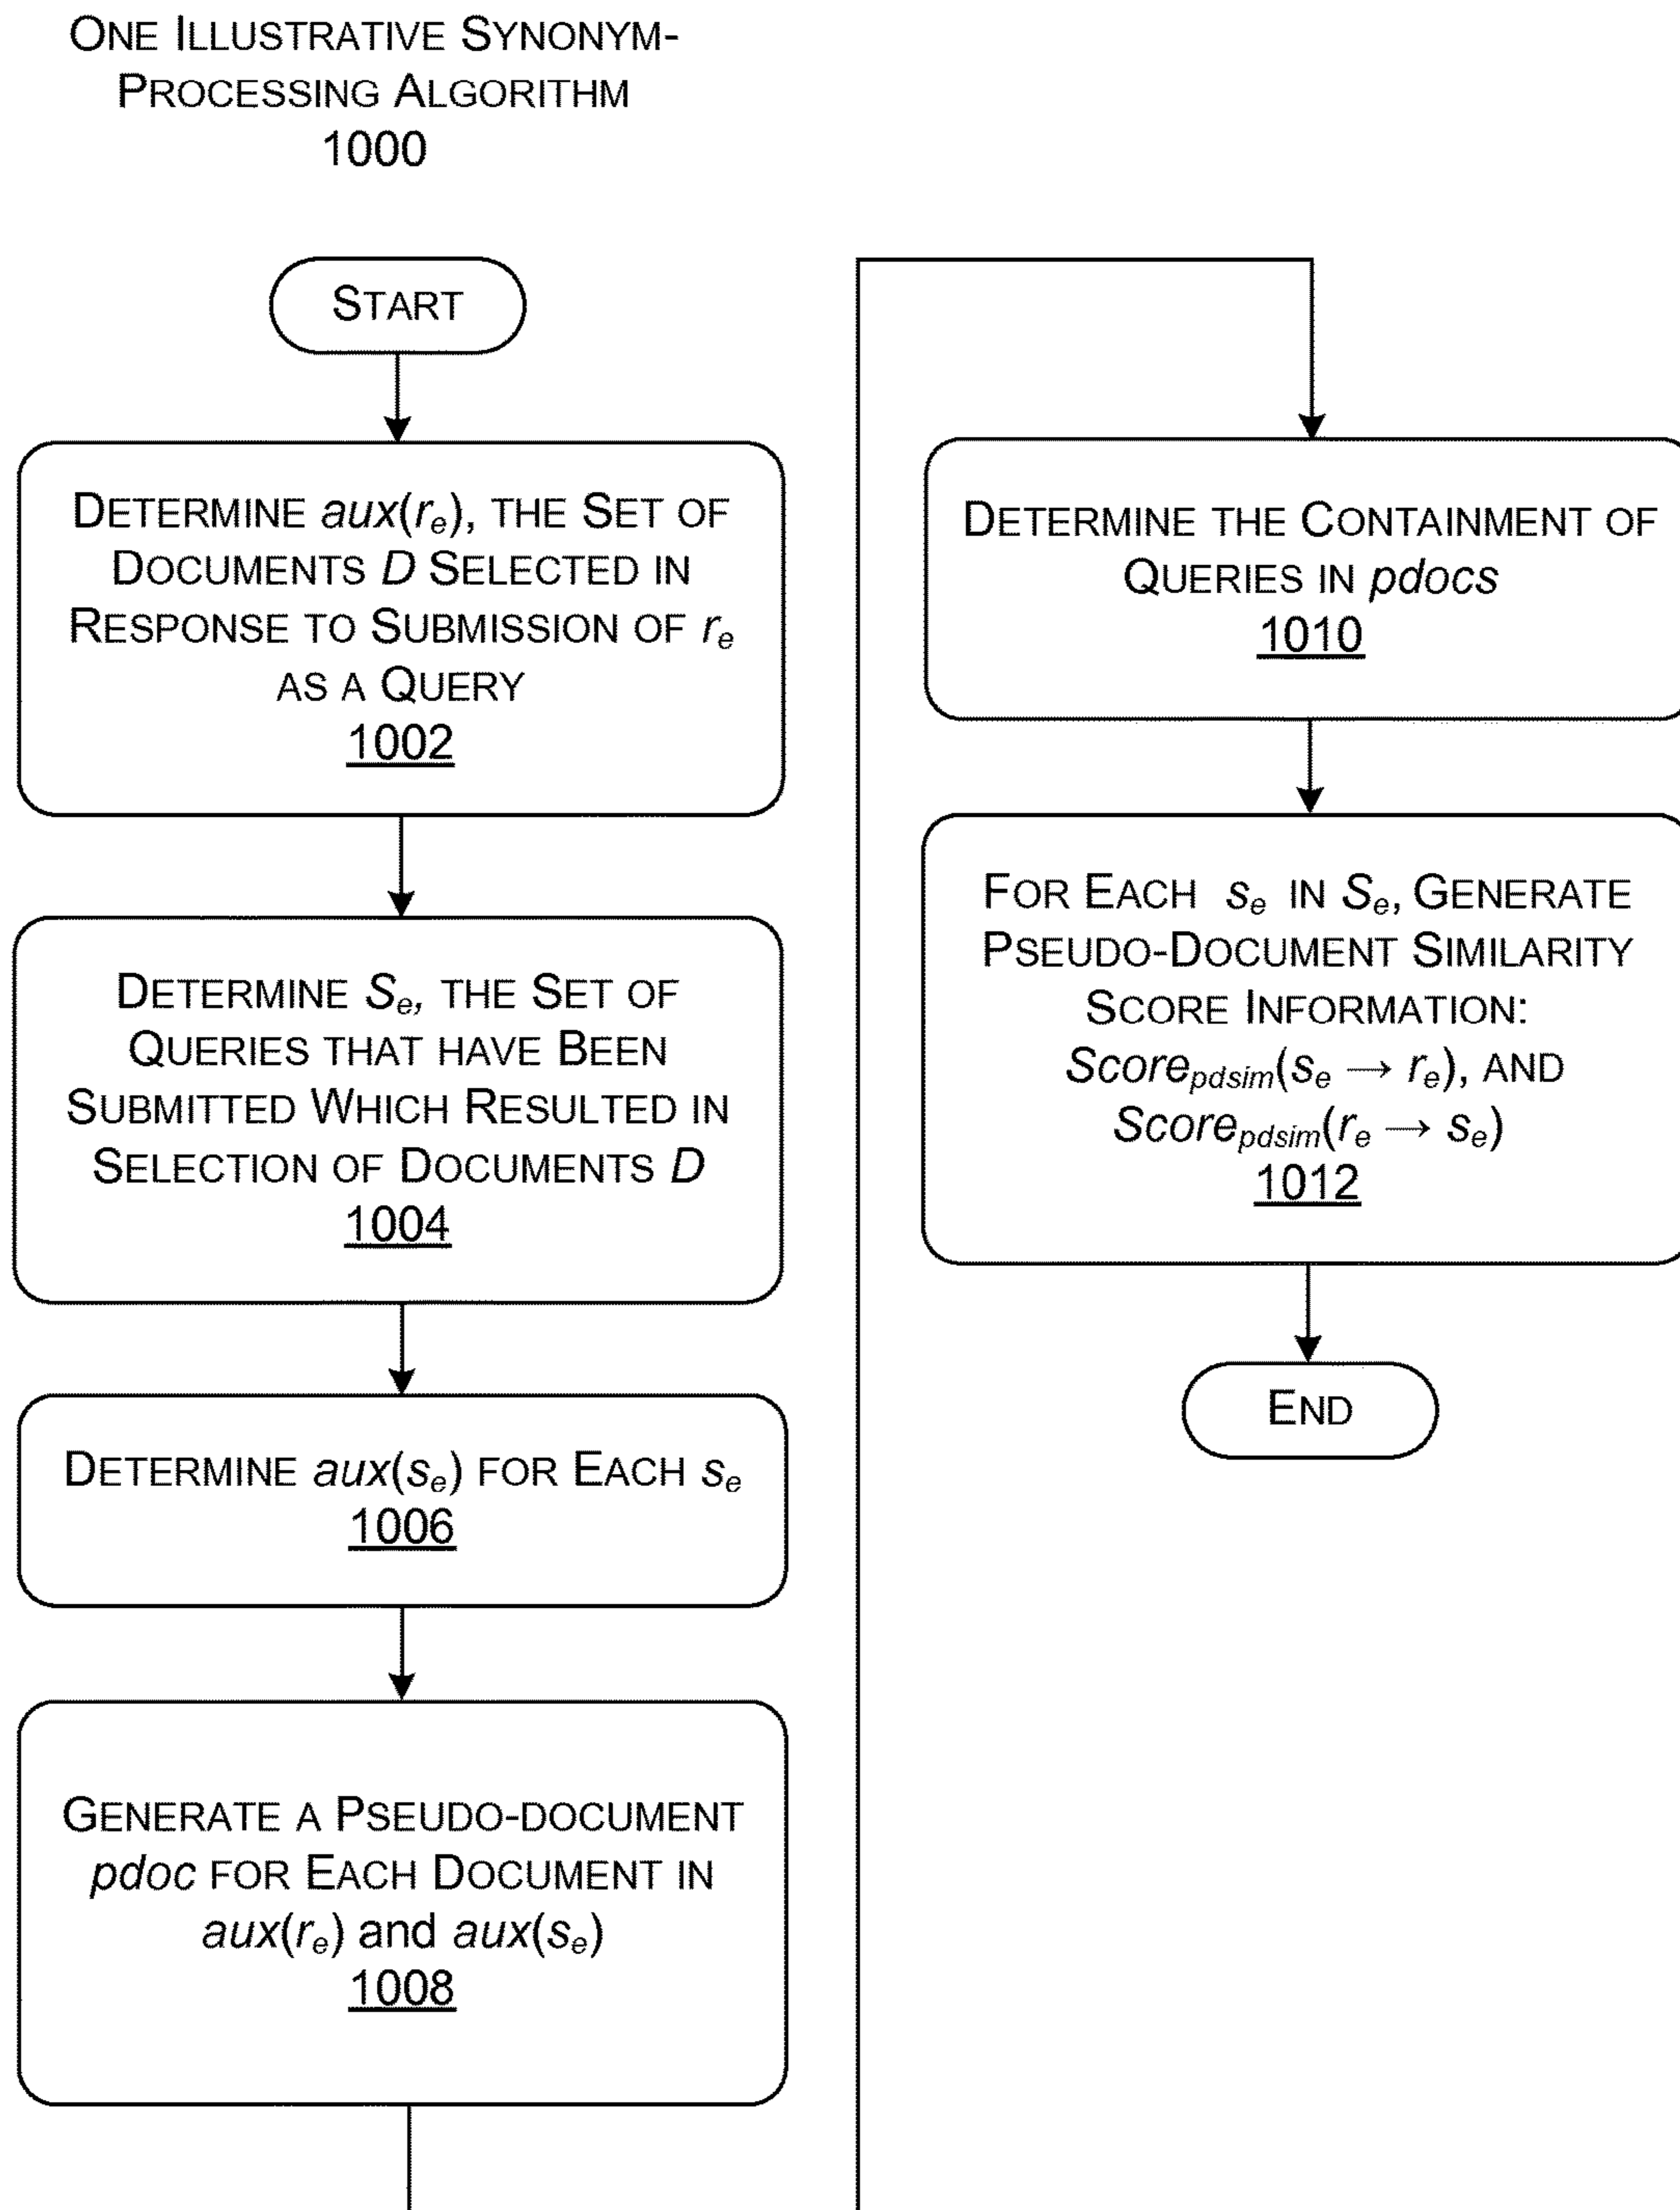 ONE ILLUSTRATIVE SYNONYM-
PROCESSING ALGORITHM
1000
START
DETERMINE aux(re), THE SET OF
DOCUMENTS D SELECTED IN
RESPONSE TO SUBMISSION OF re
AS A QUERY
1002
DETERMINE Se, THE SET OF
QUERIES THAT HAVE BEEN
SUBMITTED WHICH RESULTED IN
SELECTION OF DOCUMENTS D
1004
DETERMINE aux(se) FOR EACH se
1006
GENERATE A PSEUDO-DOCUMENT
pdoc FOR EACH DOCUMENT IN
aux(re) and aux(se)
1008
DETERMINE THE CONTAINMENT OF
QUERIES IN pdocs
1010
FOR EACH se IN Se, GENERATE
PSEUDO-DOCUMENT SIMILARITY
SCORE INFORMATION:
Scorepdsim(se → re), AND
Scorepdsim(re → se)
1012
END